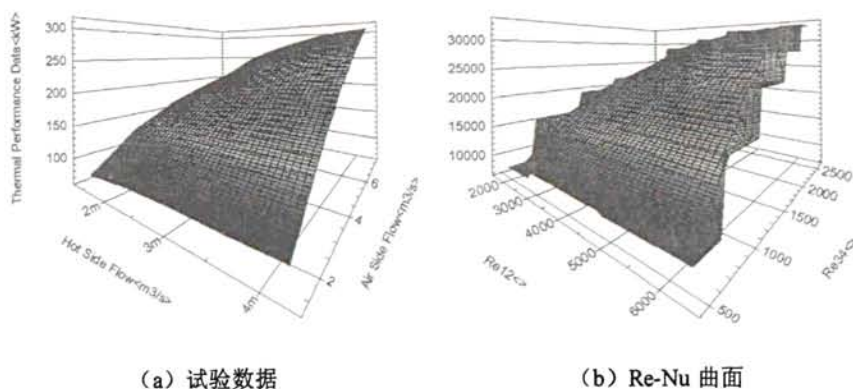 Thermal Performance Data<kW>
300
250
200
150
100
2m
3m
4m
Hot Side Flow<m3/s>
2
4
6
Air Side Flow<m3/s>
30000
25000
20000
15000
10000
2000
3000
4000
5000
6000
Re12<>
500
1000
1500
2000
2500
Re34<
（a）试验数据
（b）Re-Nu 曲面